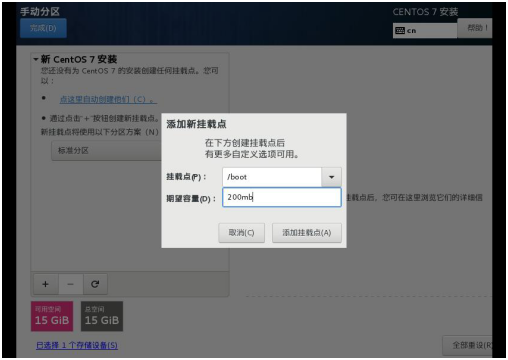 手动分区
CENTOS 7 安装
完成(D)
cn
帮助！
新 CentOS 7 安装
您还没有为 CentOS 7 的安装创建任何挂载点。您可
以：
点这里自动创建他们（C）。
通过点击'+'按钮创建新挂载点。
新挂载点将使用以下分区方案（N）
标准分区
添加新挂载点
在下方创建挂载点后
有更多自定义选项可用。
挂载点(P)：
/boot
期望容量(D)：
200mb
取消(C)
添加挂载点(A)
挂载点后，您可在这里浏览它们的详细信
+
−
可用空间
15 GiB
总空间
15 GiB
已选择 1 个存储设备(S)
全部重设(R